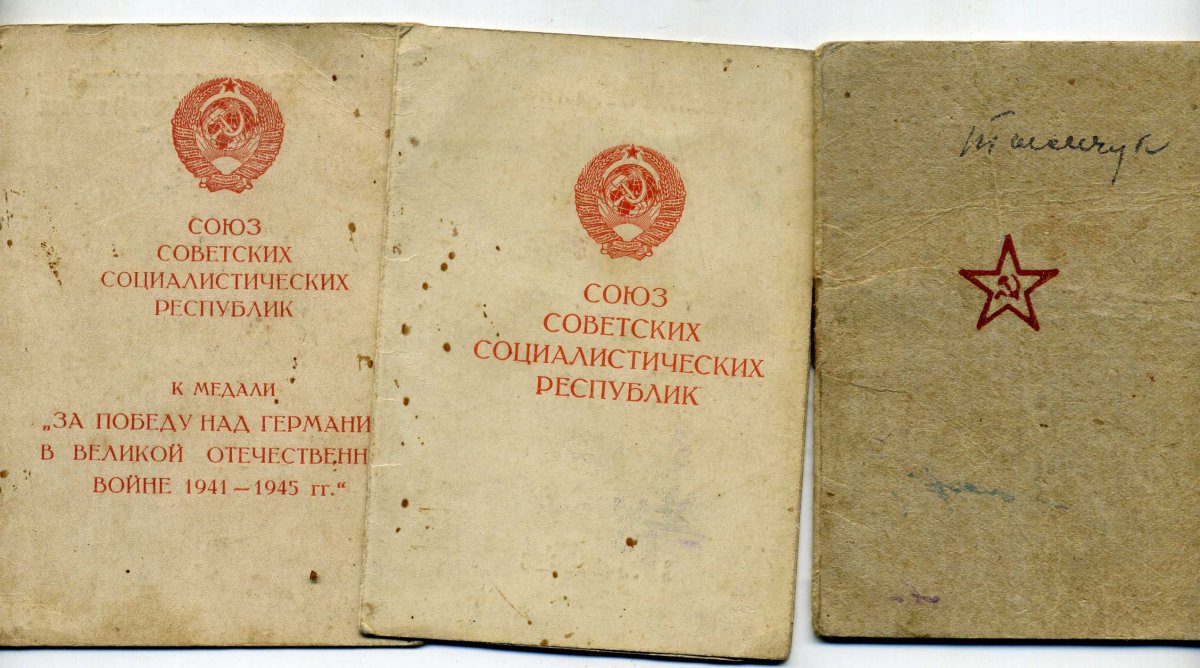 СОЮЗ
СОВЕТСКИХ
СОЦИАЛИСТИЧЕСКИХ
РЕСПУБЛИК
К МЕДАЛИ
„ЗА ПОБЕДУ НАД ГЕРМАНИ
В ВЕЛИКОЙ ОТЕЧЕСТВЕНН
ВОЙНЕ 1941—1945 гг.“
СОЮЗ
СОВЕТСКИХ
СОЦИАЛИСТИЧЕСКИХ
РЕСПУБЛИК